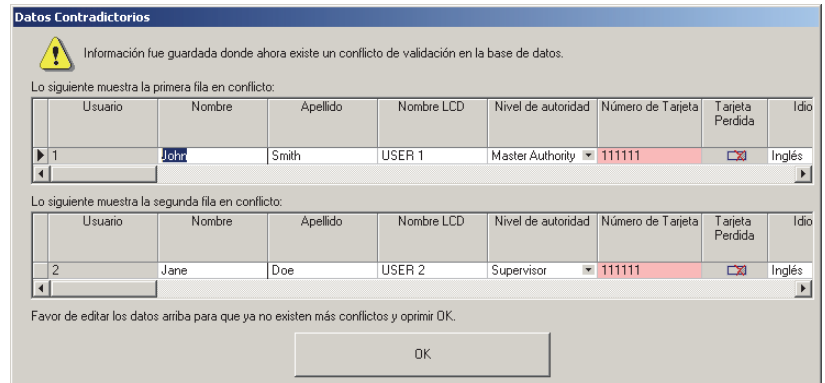 Datos Contradictorios
Información fue guardada donde ahora existe un conflicto de validación en la base de datos.
Lo siguiente muestra la primera fila en conflicto:
Usuario Nombre Apellido Nombre LCD Nivel de autoridad Número de Tarjeta Tarjeta Perdida Idio
1 John Smith USER 1 Master Authority 111111 Inglés
Lo siguiente muestra la segunda fila en conflicto:
Usuario Nombre Apellido Nombre LCD Nivel de autoridad Número de Tarjeta Tarjeta Perdida Idio
2 Jane Doe USER 2 Supervisor 111111 Inglés
Favor de editar los datos arriba para que ya no existen más conflictos y oprimir OK.
OK